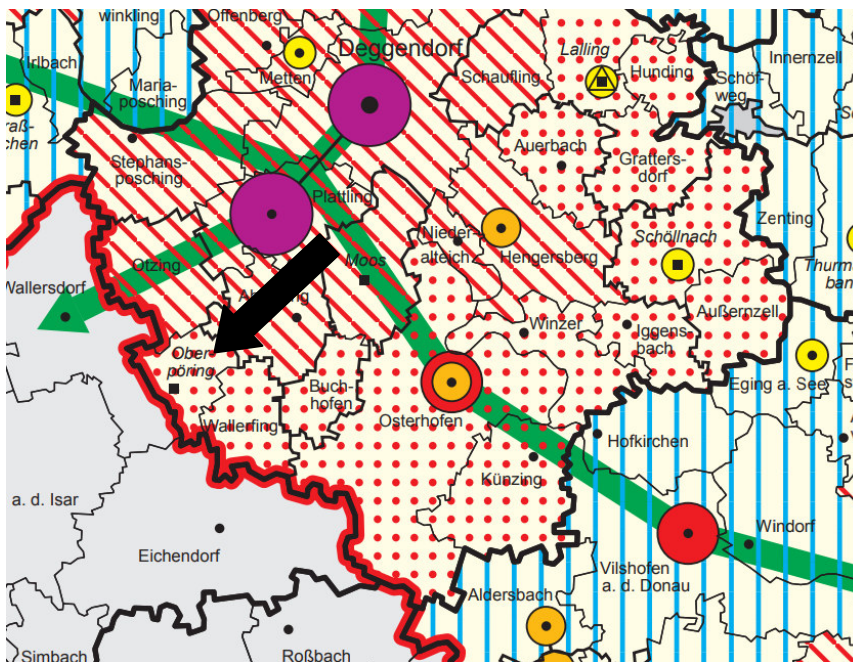 winkling
Offenberg
Deggendorf
Lalling
Hunding
Innernzell
Irlbach
Metten
Schaufling
Schöf-
weg
Maria-
posching
Auerbach
Gratters-
dorf
Stephans-
posching
Plattling
Nieder-
alteich
Hengersberg
Schöllnach
Zenting
Otzing
Moos
Wallersdorf
Außernzell
Winzer
Iggens-
bach
Ober-
pöring
Buch-
hofen
Eging a. See
Wallerfing
Osterhofen
Hofkirchen
Künzing
a. d. Isar
Eichendorf
Windorf
Vilshofen
a. d. Donau
Aldersbach
Simbach
Roßbach